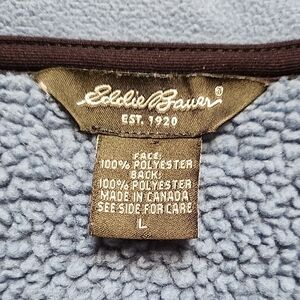 Eddie Bauer®
EST. 1920
FACE:
100% POLYESTER
BACK:
100% POLYESTER
MADE IN CANADA
SEE SIDE FOR CARE
L